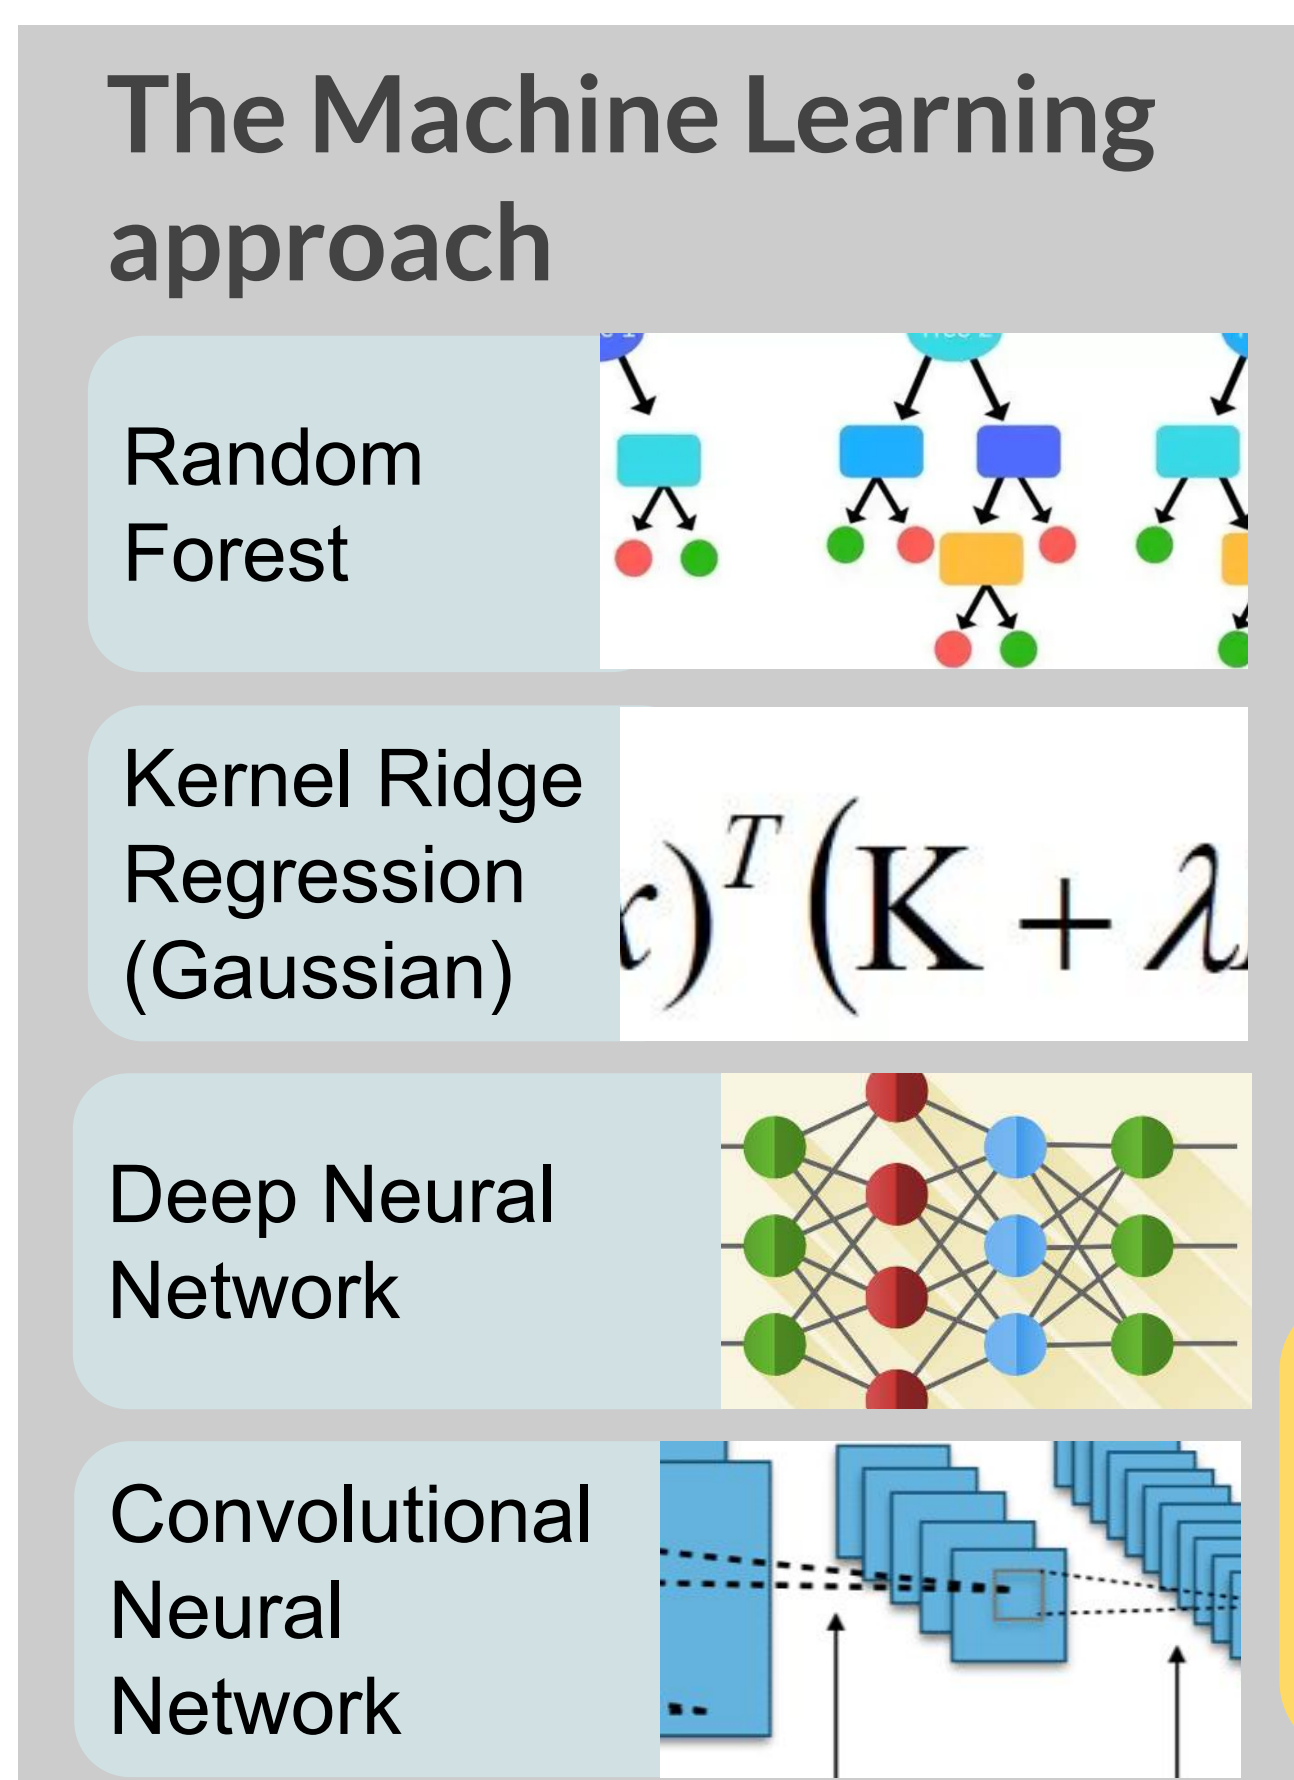 The Machine Learning
approach
Random
Forest
Kernel Ridge
Regression
(Gaussian)
)ᵀ (K + λ
Deep Neural
Network
Convolutional
Neural
Network